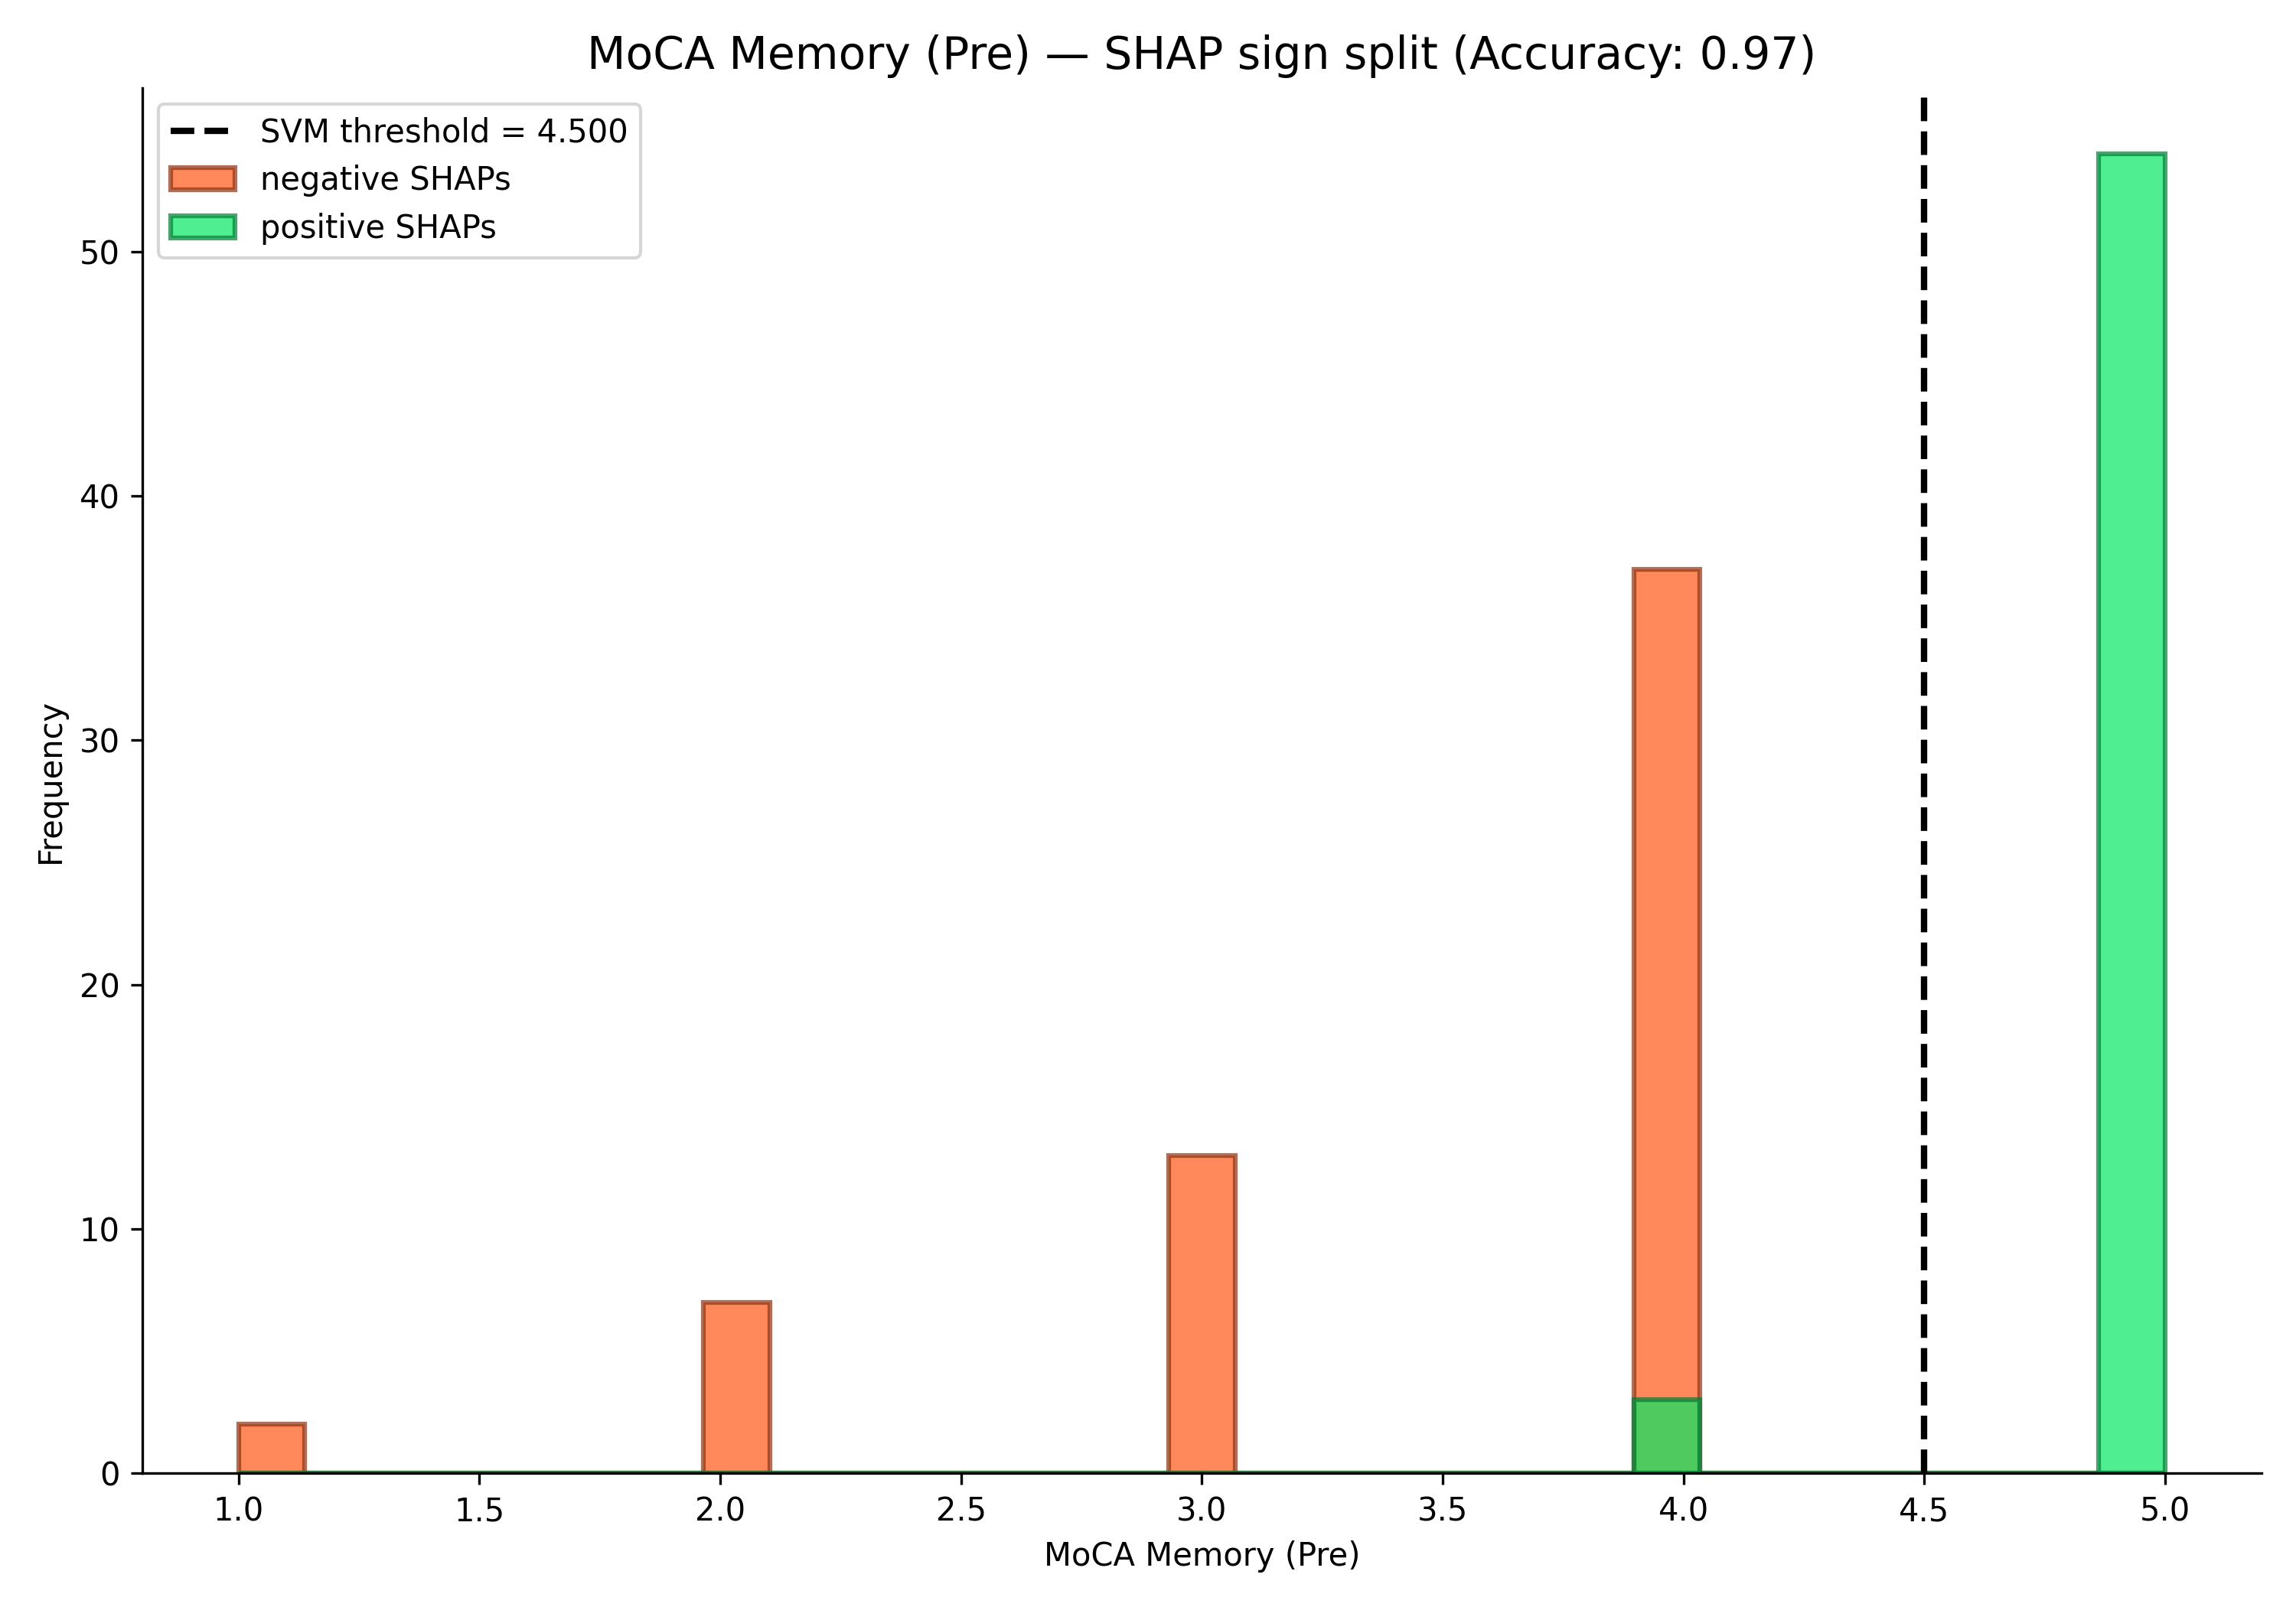 MoCA Memory (Pre) — SHAP sign split (Accuracy: 0.97)
SVM threshold = 4.500
negative SHAPs
positive SHAPs
Frequency
50
40
30
20
10
0
1.0 1.5 2.0 2.5 3.0 3.5 4.0 4.5 5.0
MoCA Memory (Pre)